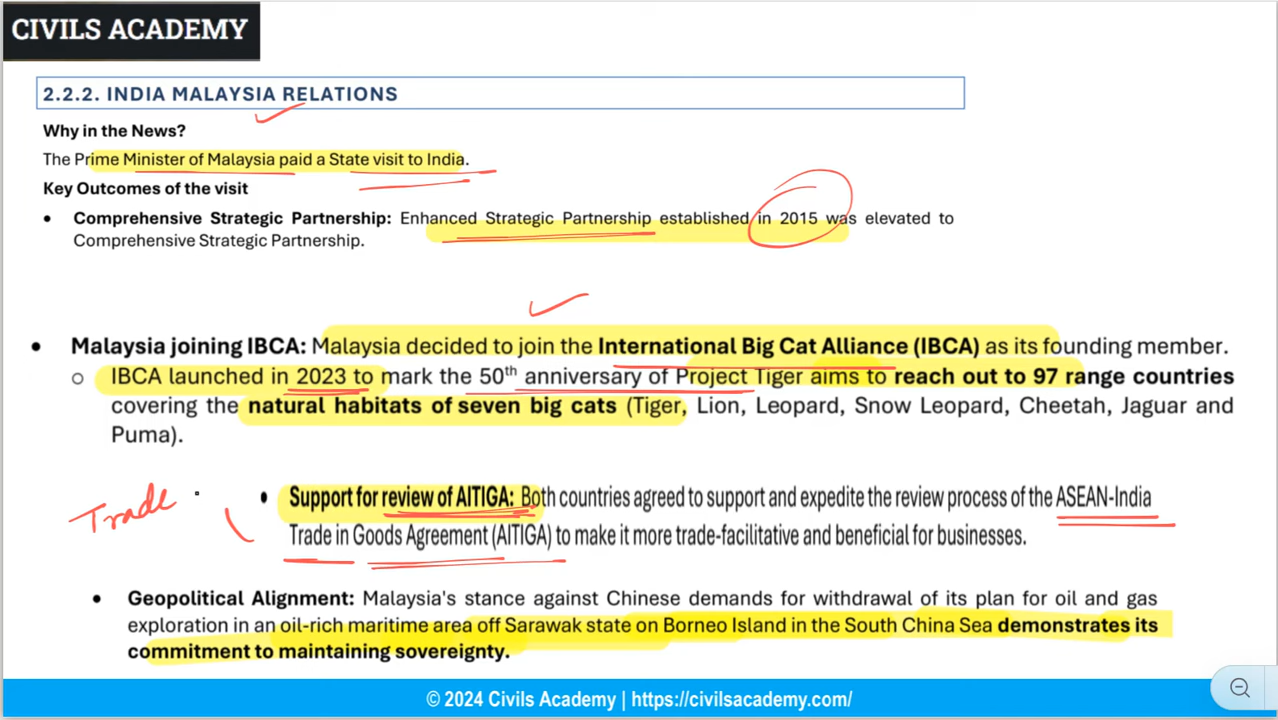 CIVILS ACADEMY
2.2.2. INDIA MALAYSIA RELATIONS
Why in the News?
The Prime Minister of Malaysia paid a State visit to India.
Key Outcomes of the visit
• Comprehensive Strategic Partnership: Enhanced Strategic Partnership established in 2015 was elevated to
Comprehensive Strategic Partnership.
• Malaysia joining IBCA: Malaysia decided to join the International Big Cat Alliance (IBCA) as its founding member.
○ IBCA launched in 2023 to mark the 50th anniversary of Project Tiger aims to reach out to 97 range countries
covering the natural habitats of seven big cats (Tiger, Lion, Leopard, Snow Leopard, Cheetah, Jaguar and
Puma).
Trade
• Support for review of AITIGA: Both countries agreed to support and expedite the review process of the ASEAN-India
Trade in Goods Agreement (AITIGA) to make it more trade-facilitative and beneficial for businesses.
• Geopolitical Alignment: Malaysia's stance against Chinese demands for withdrawal of its plan for oil and gas
exploration in an oil-rich maritime area off Sarawak state on Borneo Island in the South China Sea demonstrates its
commitment to maintaining sovereignty.
© 2024 Civils Academy | https://civilsacademy.com/